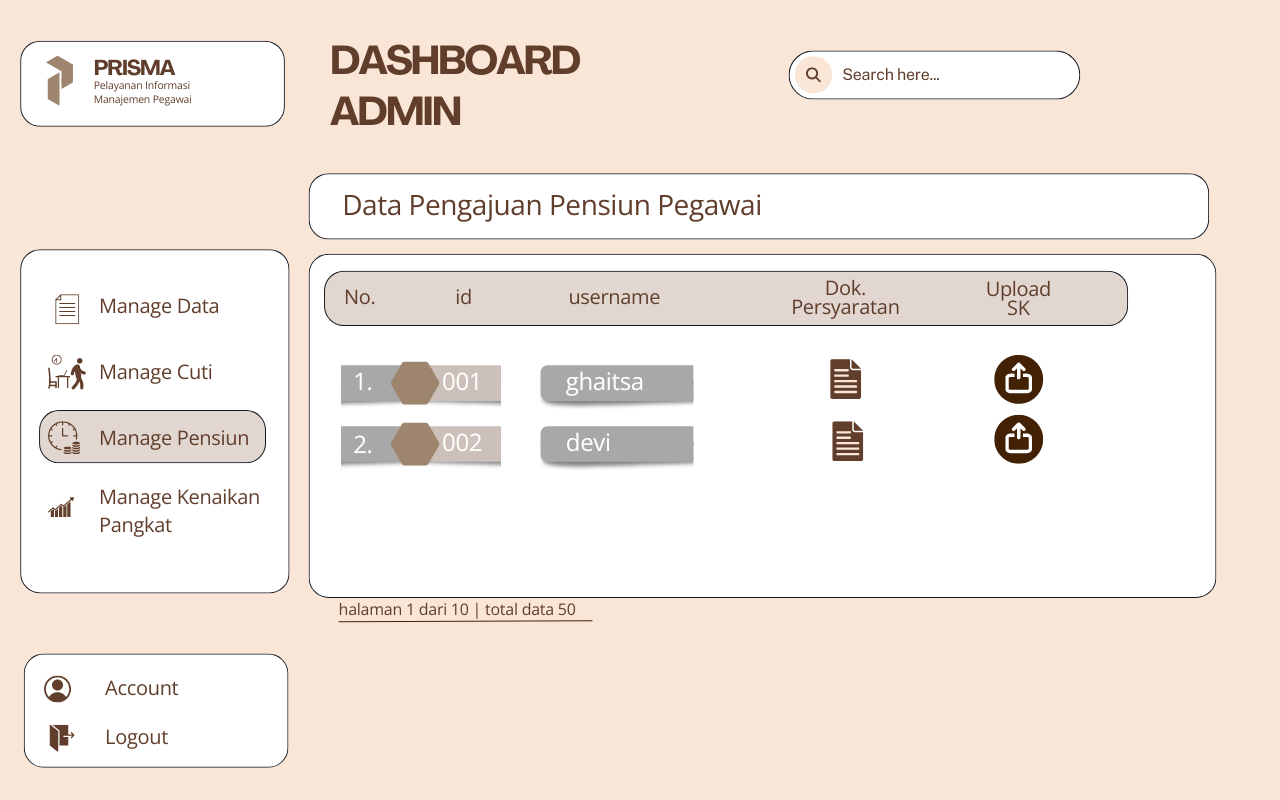 PRISMA
Pelayanan Informasi
Manajemen Pegawai
DASHBOARD
ADMIN
Search here...
Data Pengajuan Pensiun Pegawai
Manage Data
Manage Cuti
Manage Pensiun
Manage Kenaikan
Pangkat
No. id username Dok. Persyaratan Upload SK
1. 001 ghaitsa
2. 002 devi
halaman 1 dari 10 | total data 50
Account
Logout